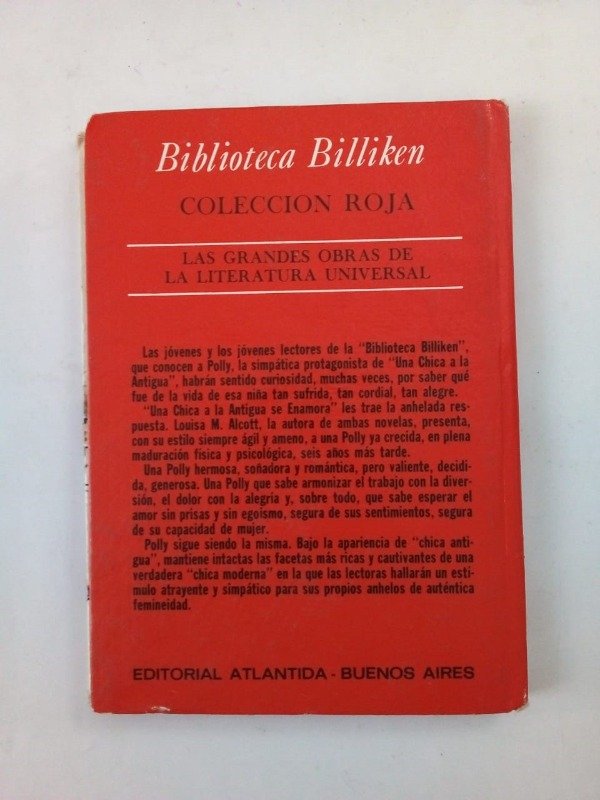 Biblioteca Billiken
COLECCION ROJA
LAS GRANDES OBRAS DE
LA LITERATURA UNIVERSAL
Las jóvenes y los jóvenes lectores de la "Biblioteca Billiken",
que conocen a Polly, la simpática protagonista de "Una Chica a la
Antigua", habrán sentido curiosidad, muchas veces, por saber qué
fue de la vida de esa niña tan sufrida, tan cordial, tan alegre.
"Una Chica a la Antigua se Enamora" les trae la anhelada res-
puesta. Louisa M. Alcott, la autora de ambas novelas, presenta,
con su estilo siempre ágil y ameno, a una Polly ya crecida, en plena
maduración física y psicológica, seis años más tarde.
Una Polly hermosa, soñadora y romántica, pero valiente, decidi-
da, generosa. Una Polly que sabe armonizar el trabajo con la diver-
sión, el dolor con la alegría y, sobre todo, que sabe esperar el
amor sin prisas y sin egoísmo, segura de sus sentimientos, segura
de su capacidad de mujer.
Polly sigue siendo la misma. Bajo la apariencia de "chica anti-
gua", mantiene intactas las facetas más ricas y cautivantes de una
verdadera "chica moderna" en la que las lectoras hallarán un estí-
mulo atrayente y simpático para sus propios anhelos de auténtica
femineidad.
EDITORIAL ATLANTIDA - BUENOS AIRES